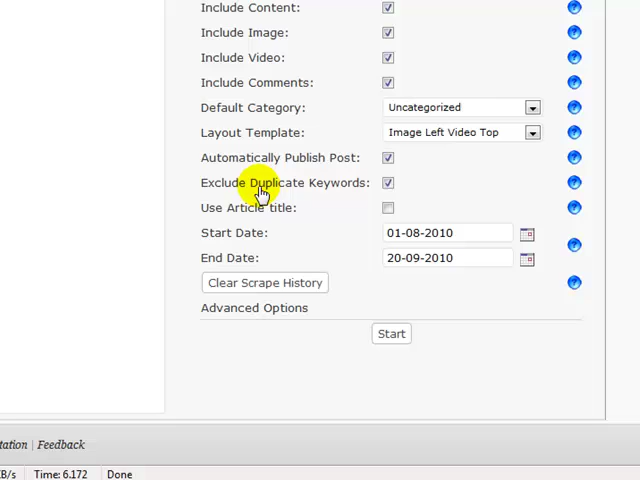 Include Content:
Include Image:
Include Video:
Include Comments:
Default Category: Uncategorized
Layout Template: Image Left Video Top
Automatically Publish Post:
Exclude Duplicate Keywords:
Use Article title:
Start Date: 01-08-2010
End Date: 20-09-2010
Clear Scrape History
Advanced Options
Start
tation | Feedback
B/s Time: 6.172 Done